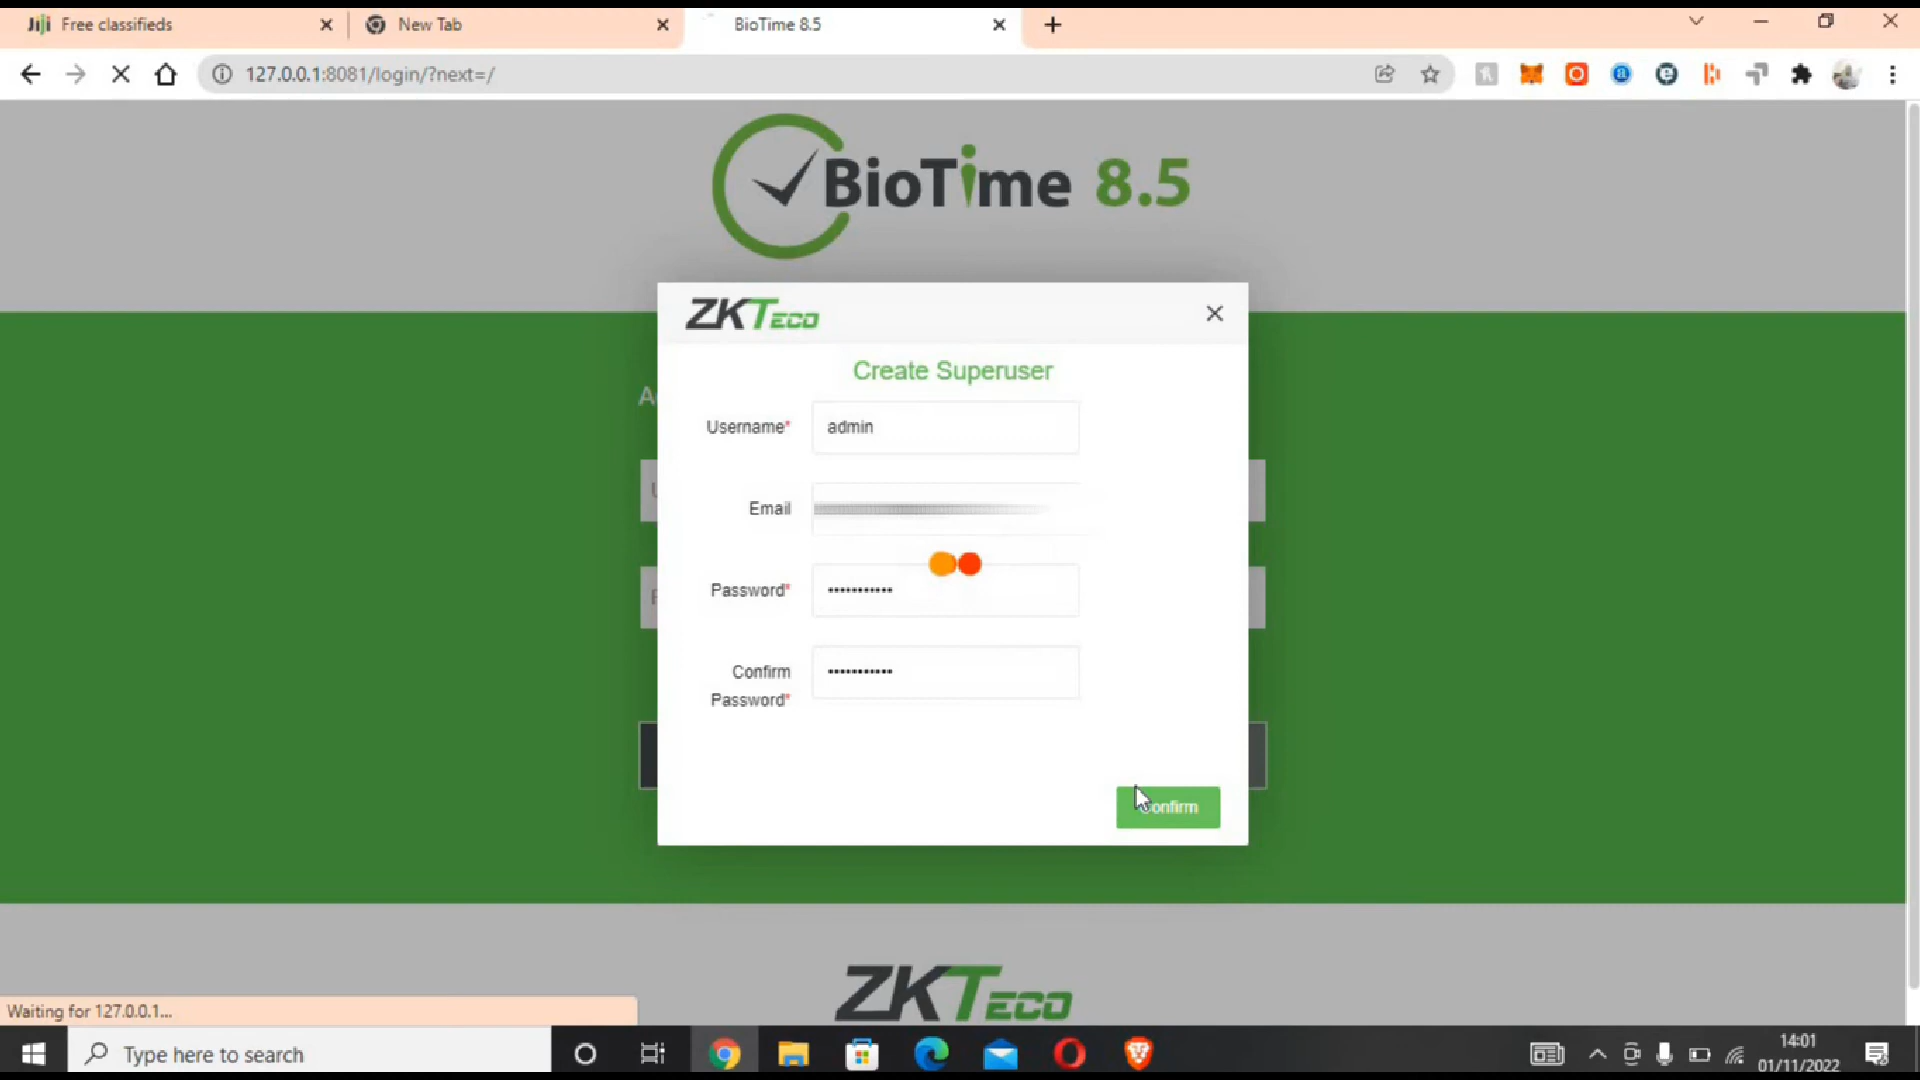 Jiji Free classifieds
New Tab
BioTime 8.5
127.0.0.1:8081/login/?next=/
BioTime 8.5
ZKTeco
Create Superuser
Username*
admin
Email
Password*
•••••••••••
Confirm
Password*
•••••••••••
Confirm
ZKTeco
Waiting for 127.0.0.1...
Type here to search
14:01
01/11/2022